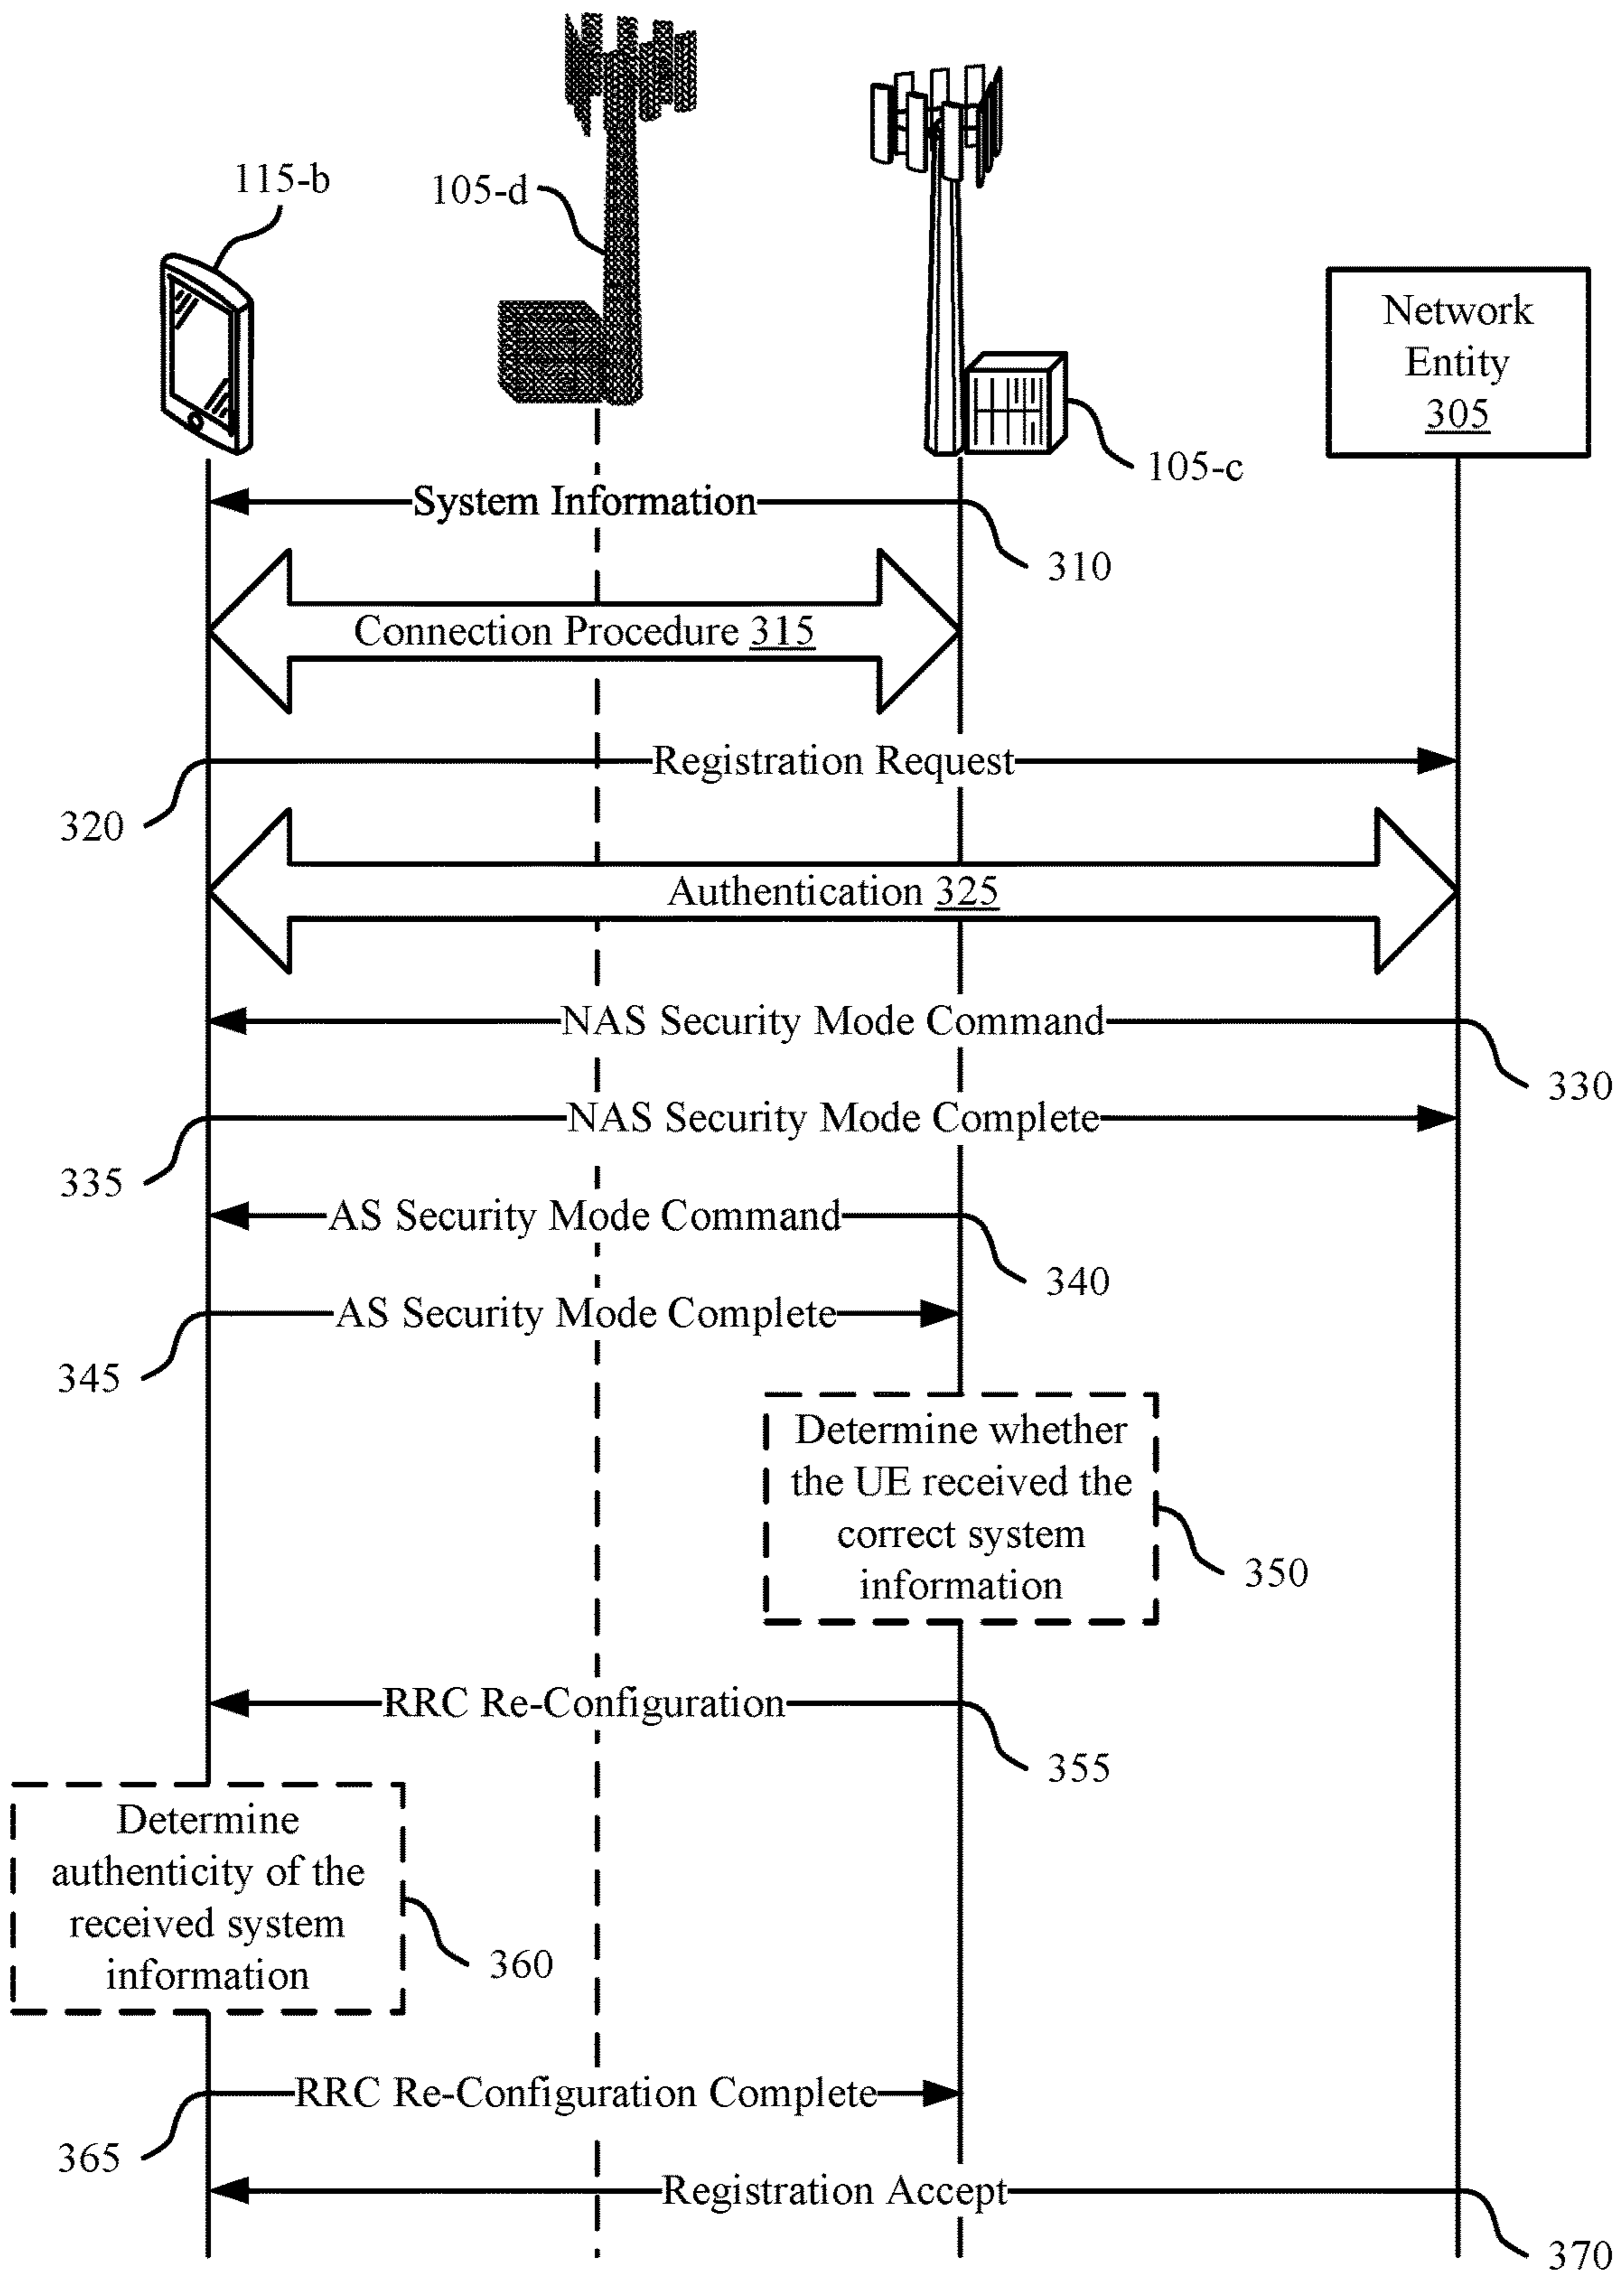 115-b
105-d
Network
Entity
305
105-c
System Information
310
Connection Procedure 315
Registration Request
320
Authentication 325
NAS Security Mode Command
330
NAS Security Mode Complete
335
AS Security Mode Command
340
AS Security Mode Complete
345
Determine whether
the UE received the
correct system
information
350
RRC Re-Configuration
355
Determine
authenticity of the
received system
information
360
RRC Re-Configuration Complete
365
Registration Accept
370